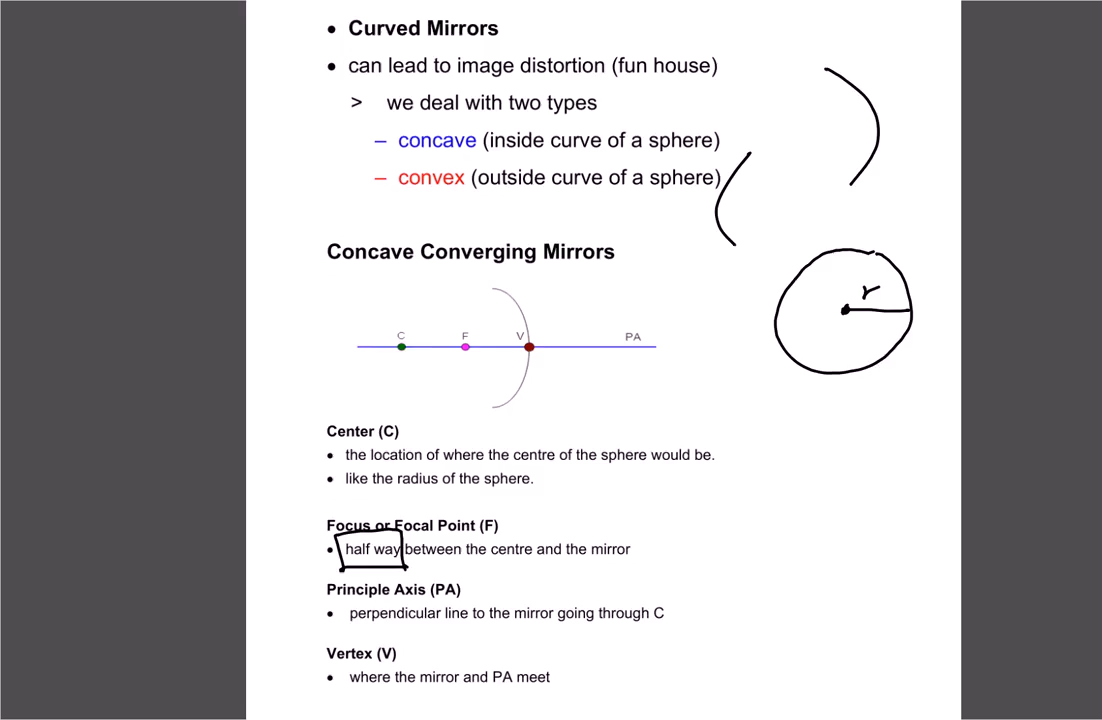 • Curved Mirrors
• can lead to image distortion (fun house)
> we deal with two types
– concave (inside curve of a sphere)
– convex (outside curve of a sphere)
Concave Converging Mirrors
r
C F V PA
Center (C)
• the location of where the centre of the sphere would be.
• like the radius of the sphere.
Focus or Focal Point (F)
• half way between the centre and the mirror
Principle Axis (PA)
• perpendicular line to the mirror going through C
Vertex (V)
• where the mirror and PA meet